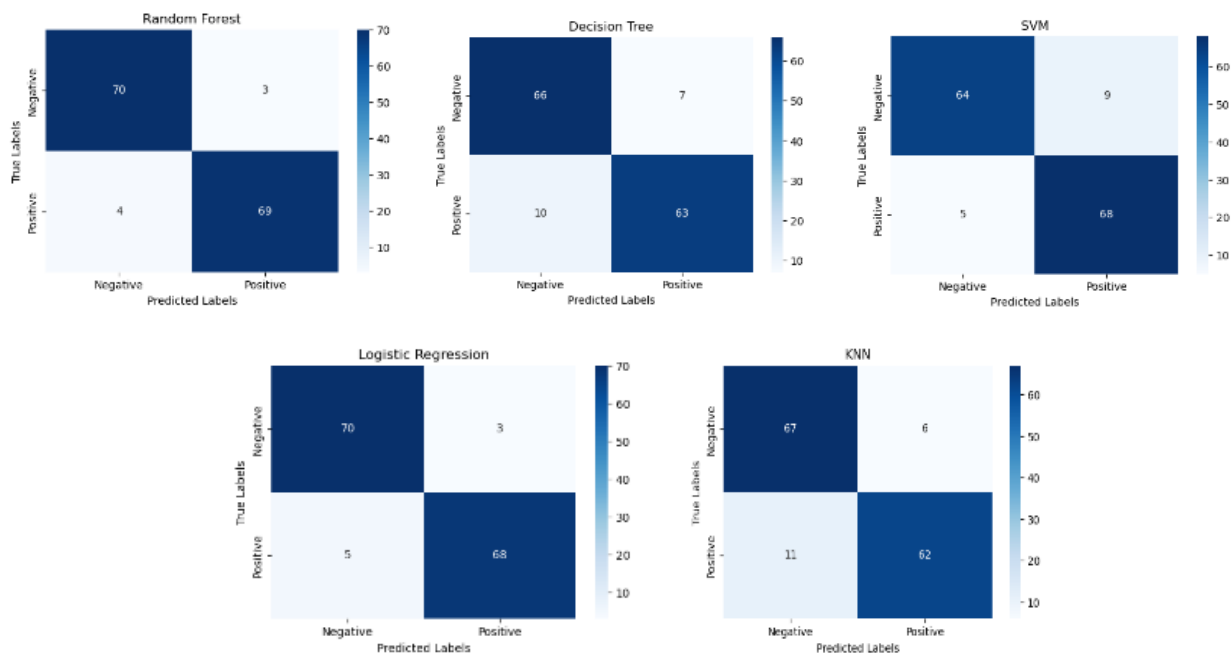 Random Forest
70
3
4
69
Negative
Positive
True Labels
Negative
Positive
Predicted Labels
70
60
50
40
30
20
10
Decision Tree
66
7
10
63
Negative
Positive
True Labels
Negative
Positive
Predicted Labels
60
50
40
30
20
10
SVM
64
9
5
68
Negative
Positive
True Labels
Negative
Positive
Predicted Labels
60
50
40
30
20
10
Logistic Regression
70
3
5
68
Negative
Positive
True Labels
Negative
Positive
Predicted Labels
70
60
50
40
30
20
10
KNN
67
6
11
62
Negative
Positive
True Labels
Negative
Positive
Predicted Labels
60
50
40
30
20
10